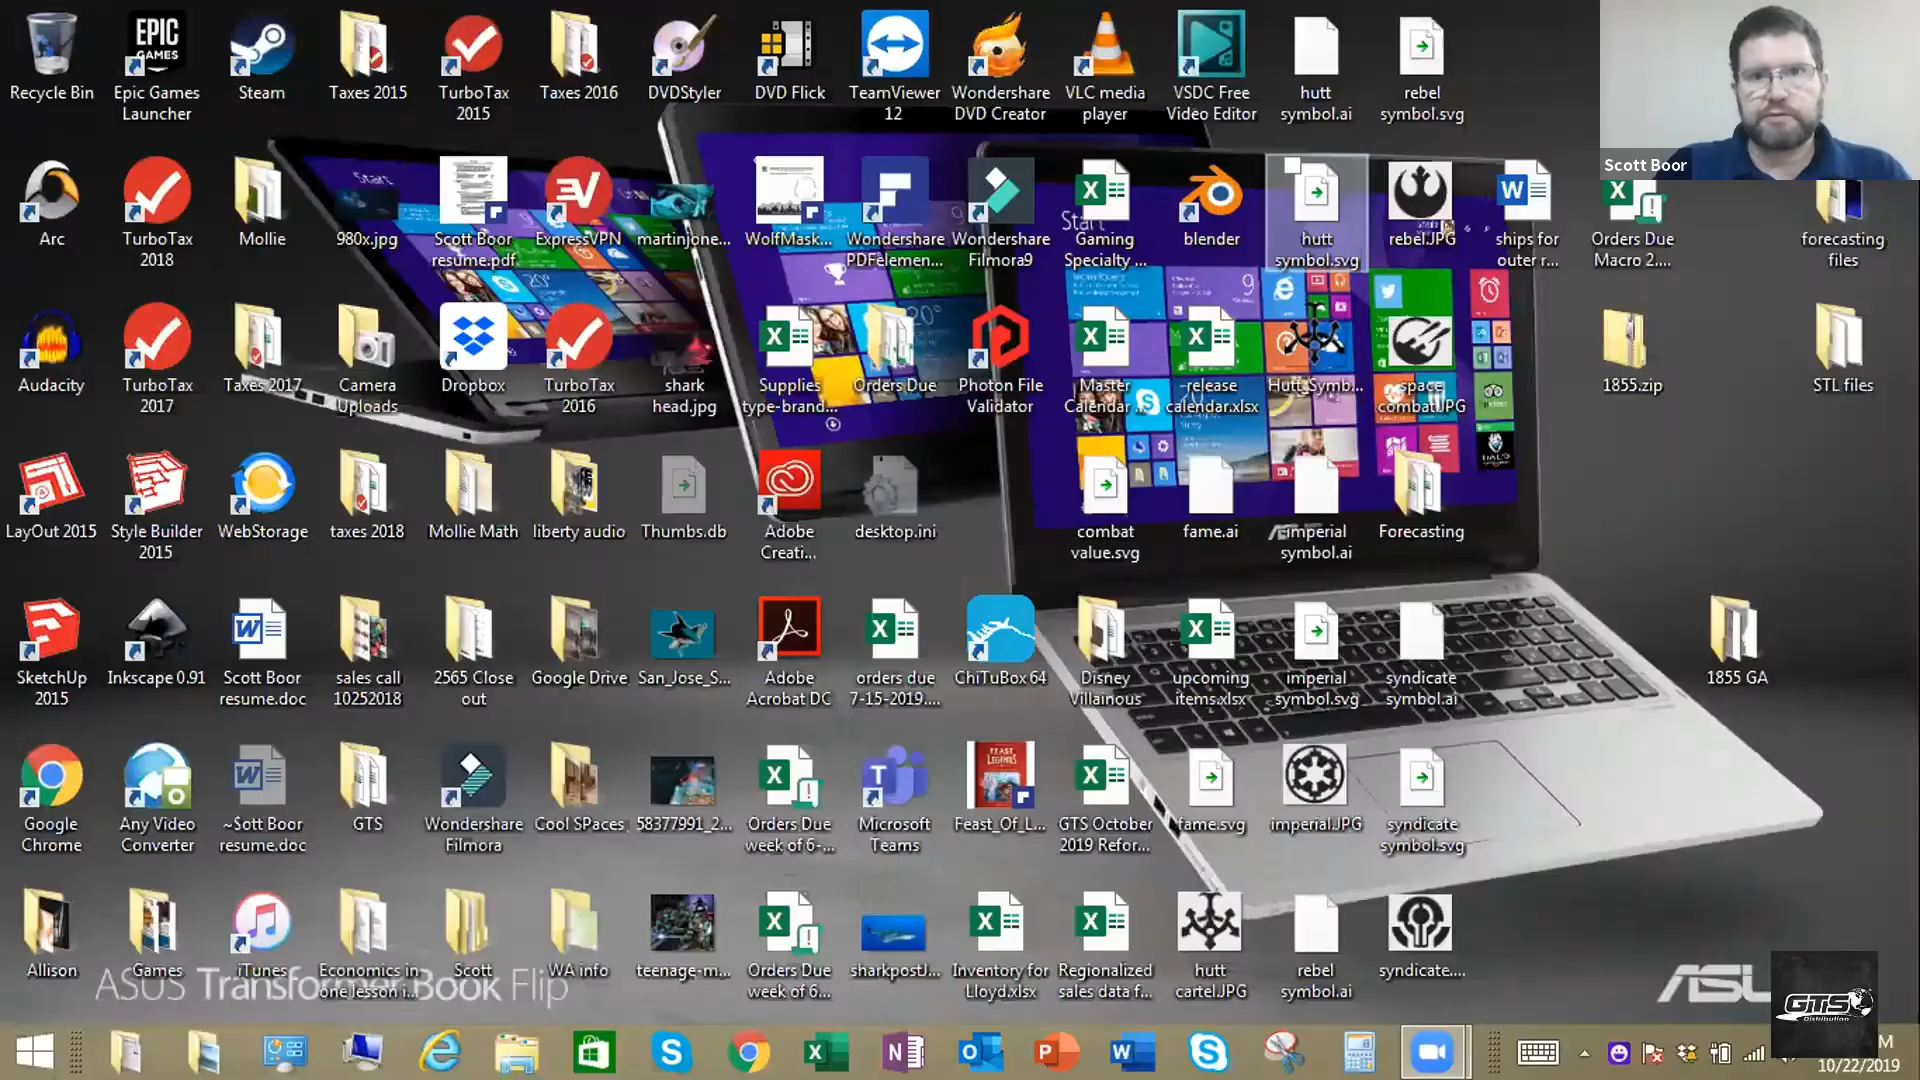 Recycle Bin
Epic Games
Launcher
Steam
Taxes 2015
TurboTax
2015
Taxes 2016
DVDStyler
DVD Flick
TeamViewer
12
Wondershare
DVD Creator
VLC media
player
VSDC Free
Video Editor
hutt
symbol.ai
rebel
symbol.svg
Scott Boor
Arc
TurboTax
2018
Mollie
980x.jpg
Scott Boor
resume.pdf
ExpressVPN
martinjone...
WolfMask...
Wondershare
PDFelemen...
Wondershare
Filmora9
Gaming
Specialty ...
blender
hutt
symbol.svg
rebel.JPG
ships for
outer r...
Orders Due
Macro 2....
forecasting
files
Audacity
TurboTax
2017
Taxes 2017
Camera
Uploads
Dropbox
TurboTax
2016
shark
head.jpg
Supplies
type-brand...
Orders Due
Photon File
Validator
Master
Calendar ...
release
calendar.xlsx
Hutt Symb...
space
combat.JPG
1855.zip
STL files
LayOut 2015
Style Builder
2015
WebStorage
taxes 2018
Mollie Math
liberty audio
Thumbs.db
Adobe
Creati...
desktop.ini
combat
value.svg
fame.ai
imperial
symbol.ai
Forecasting
SketchUp
2015
Inkscape 0.91
Scott Boor
resume.doc
sales call
10252018
2565 Close
out
Google Drive
San_Jose_S...
Adobe
Acrobat DC
orders due
7-15-2019....
ChiTuBox 64
Disney
Villainous
upcoming
items.xlsx
imperial
symbol.svg
syndicate
symbol.ai
1855 GA
Google
Chrome
Any Video
Converter
~$ott Boor
resume.doc
GTS
Wondershare
Filmora
Cool SPaces
58377991_2...
Orders Due
week of 6-...
Microsoft
Teams
Feast_Of_L...
GTS October
2019 Refor...
fame.svg
imperial.JPG
syndicate
symbol.svg
Allison
Games
iTunes
Economics in
one lesson i...
Scott
WA info
teenage-m...
Orders Due
week of 6...
sharkpostJ...
Inventory for
Lloyd.xlsx
Regionalized
sales data f...
hutt
cartel.JPG
rebel
symbol.ai
syndicate....
ASUS Transformer Book Flip
GTS
Distribution
10/22/2019
EPIC
GAMES
Start
Start